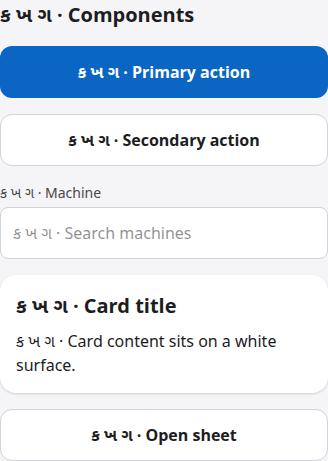 ક ખ ગ · Components
ક ખ ગ · Primary action
ક ખ ગ · Secondary action
ક ખ ગ · Machine
ક ખ ગ · Search machines
ક ખ ગ · Card title
ક ખ ગ · Card content sits on a white
surface.
ક ખ ગ · Open sheet